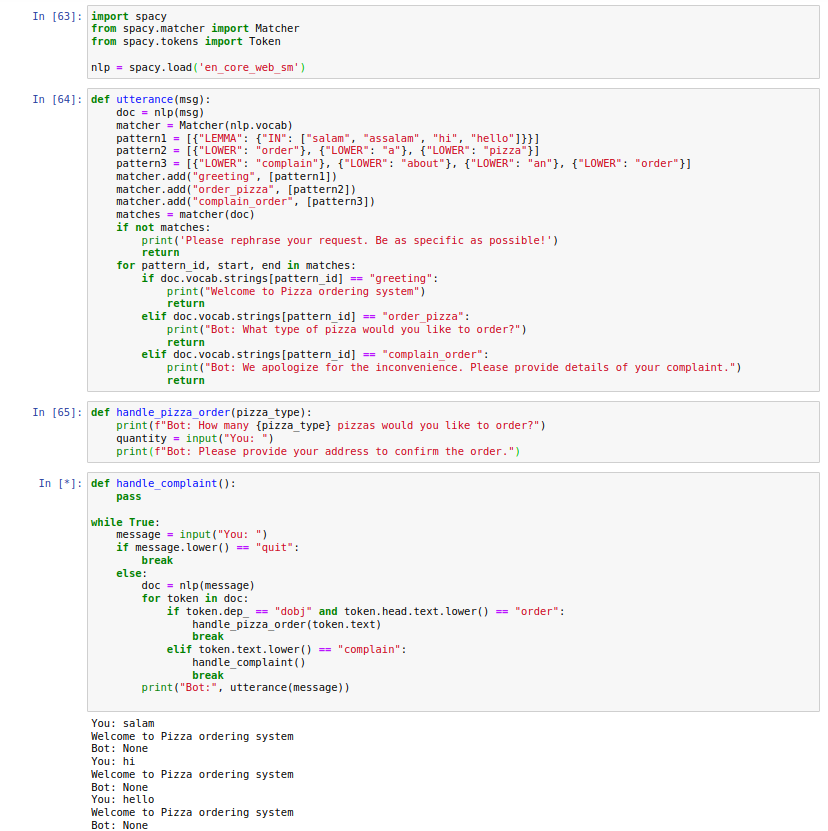 In [63]: import spacy
from spacy.matcher import Matcher
from spacy.tokens import Token

nlp = spacy.load('en_core_web_sm')

In [64]: def utterance(msg):
    doc = nlp(msg)
    matcher = Matcher(nlp.vocab)
    pattern1 = [{"LEMMA": {"IN": ["salam", "assalam", "hi", "hello"]}}]
    pattern2 = [{"LOWER": "order"}, {"LOWER": "a"}, {"LOWER": "pizza"}]
    pattern3 = [{"LOWER": "complain"}, {"LOWER": "about"}, {"LOWER": "an"}, {"LOWER": "order"}]
    matcher.add("greeting", [pattern1])
    matcher.add("order_pizza", [pattern2])
    matcher.add("complain_order", [pattern3])
    matches = matcher(doc)
    if not matches:
        print('Please rephrase your request. Be as specific as possible!')
        return
    for pattern_id, start, end in matches:
        if doc.vocab.strings[pattern_id] == "greeting":
            print("Welcome to Pizza ordering system")
            return
        elif doc.vocab.strings[pattern_id] == "order_pizza":
            print("Bot: What type of pizza would you like to order?")
            return
        elif doc.vocab.strings[pattern_id] == "complain_order":
            print("Bot: We apologize for the inconvenience. Please provide details of your complaint.")
            return

In [65]: def handle_pizza_order(pizza_type):
    print(f"Bot: How many {pizza_type} pizzas would you like to order?")
    quantity = input("You: ")
    print(f"Bot: Please provide your address to confirm the order.")

In [*]: def handle_complaint():
    pass

while True:
    message = input("You: ")
    if message.lower() == "quit":
        break
    else:
        doc = nlp(message)
        for token in doc:
            if token.dep_ == "dobj" and token.head.text.lower() == "order":
                handle_pizza_order(token.text)
                break
            elif token.text.lower() == "complain":
                handle_complaint()
                break
        print("Bot:", utterance(message))

You: salam
Welcome to Pizza ordering system
Bot: None
You: hi
Welcome to Pizza ordering system
Bot: None
You: hello
Welcome to Pizza ordering system
Bot: None